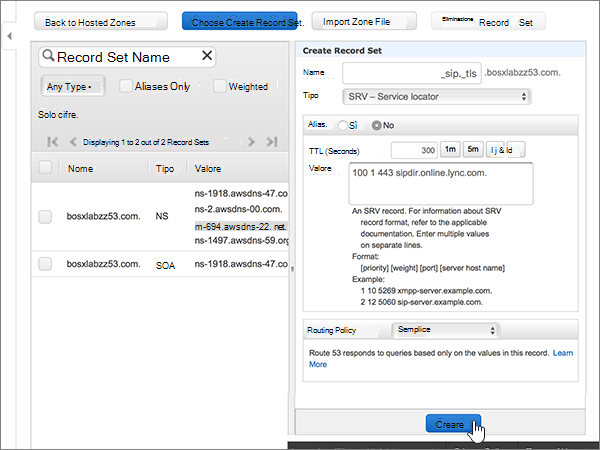 Back to Hosted Zones
Choose Create Record Set.
Import Zone File
Eliminazione Record Set
Record Set Name
Any Type
Aliases Only
Weighted
Solo cifre.
Displaying 1 to 2 out of 2 Record Sets
Nome Tipo Valore
bosxlabzz53.com. NS
ns-1918.awsdns-47.co
ns-2.awsdns-00.com.
m-694.awsdns-22. net.
ns-1497.awsdns-59.org
bosxlabzz53.com. SOA ns-1918.awsdns-47.co
Create Record Set
Name _sip._tls .bosxlabzz53.com.
Tipo SRV – Service locator
Alias. Sì No
TTL (Seconds) 300 1m 5m
Valore 100 1 443 sipdir.online.lync.com.
An SRV record. For information about SRV
record format, refer to the applicable
documentation. Enter multiple values
on separate lines.
Format:
[priority] [weight] [port] [server host name]
Example:
1 10 5269 xmpp-server.example.com.
2 12 5060 sip-server.example.com.
Routing Policy Semplice
Route 53 responds to queries based only on the values in this record. Learn
More
Creare